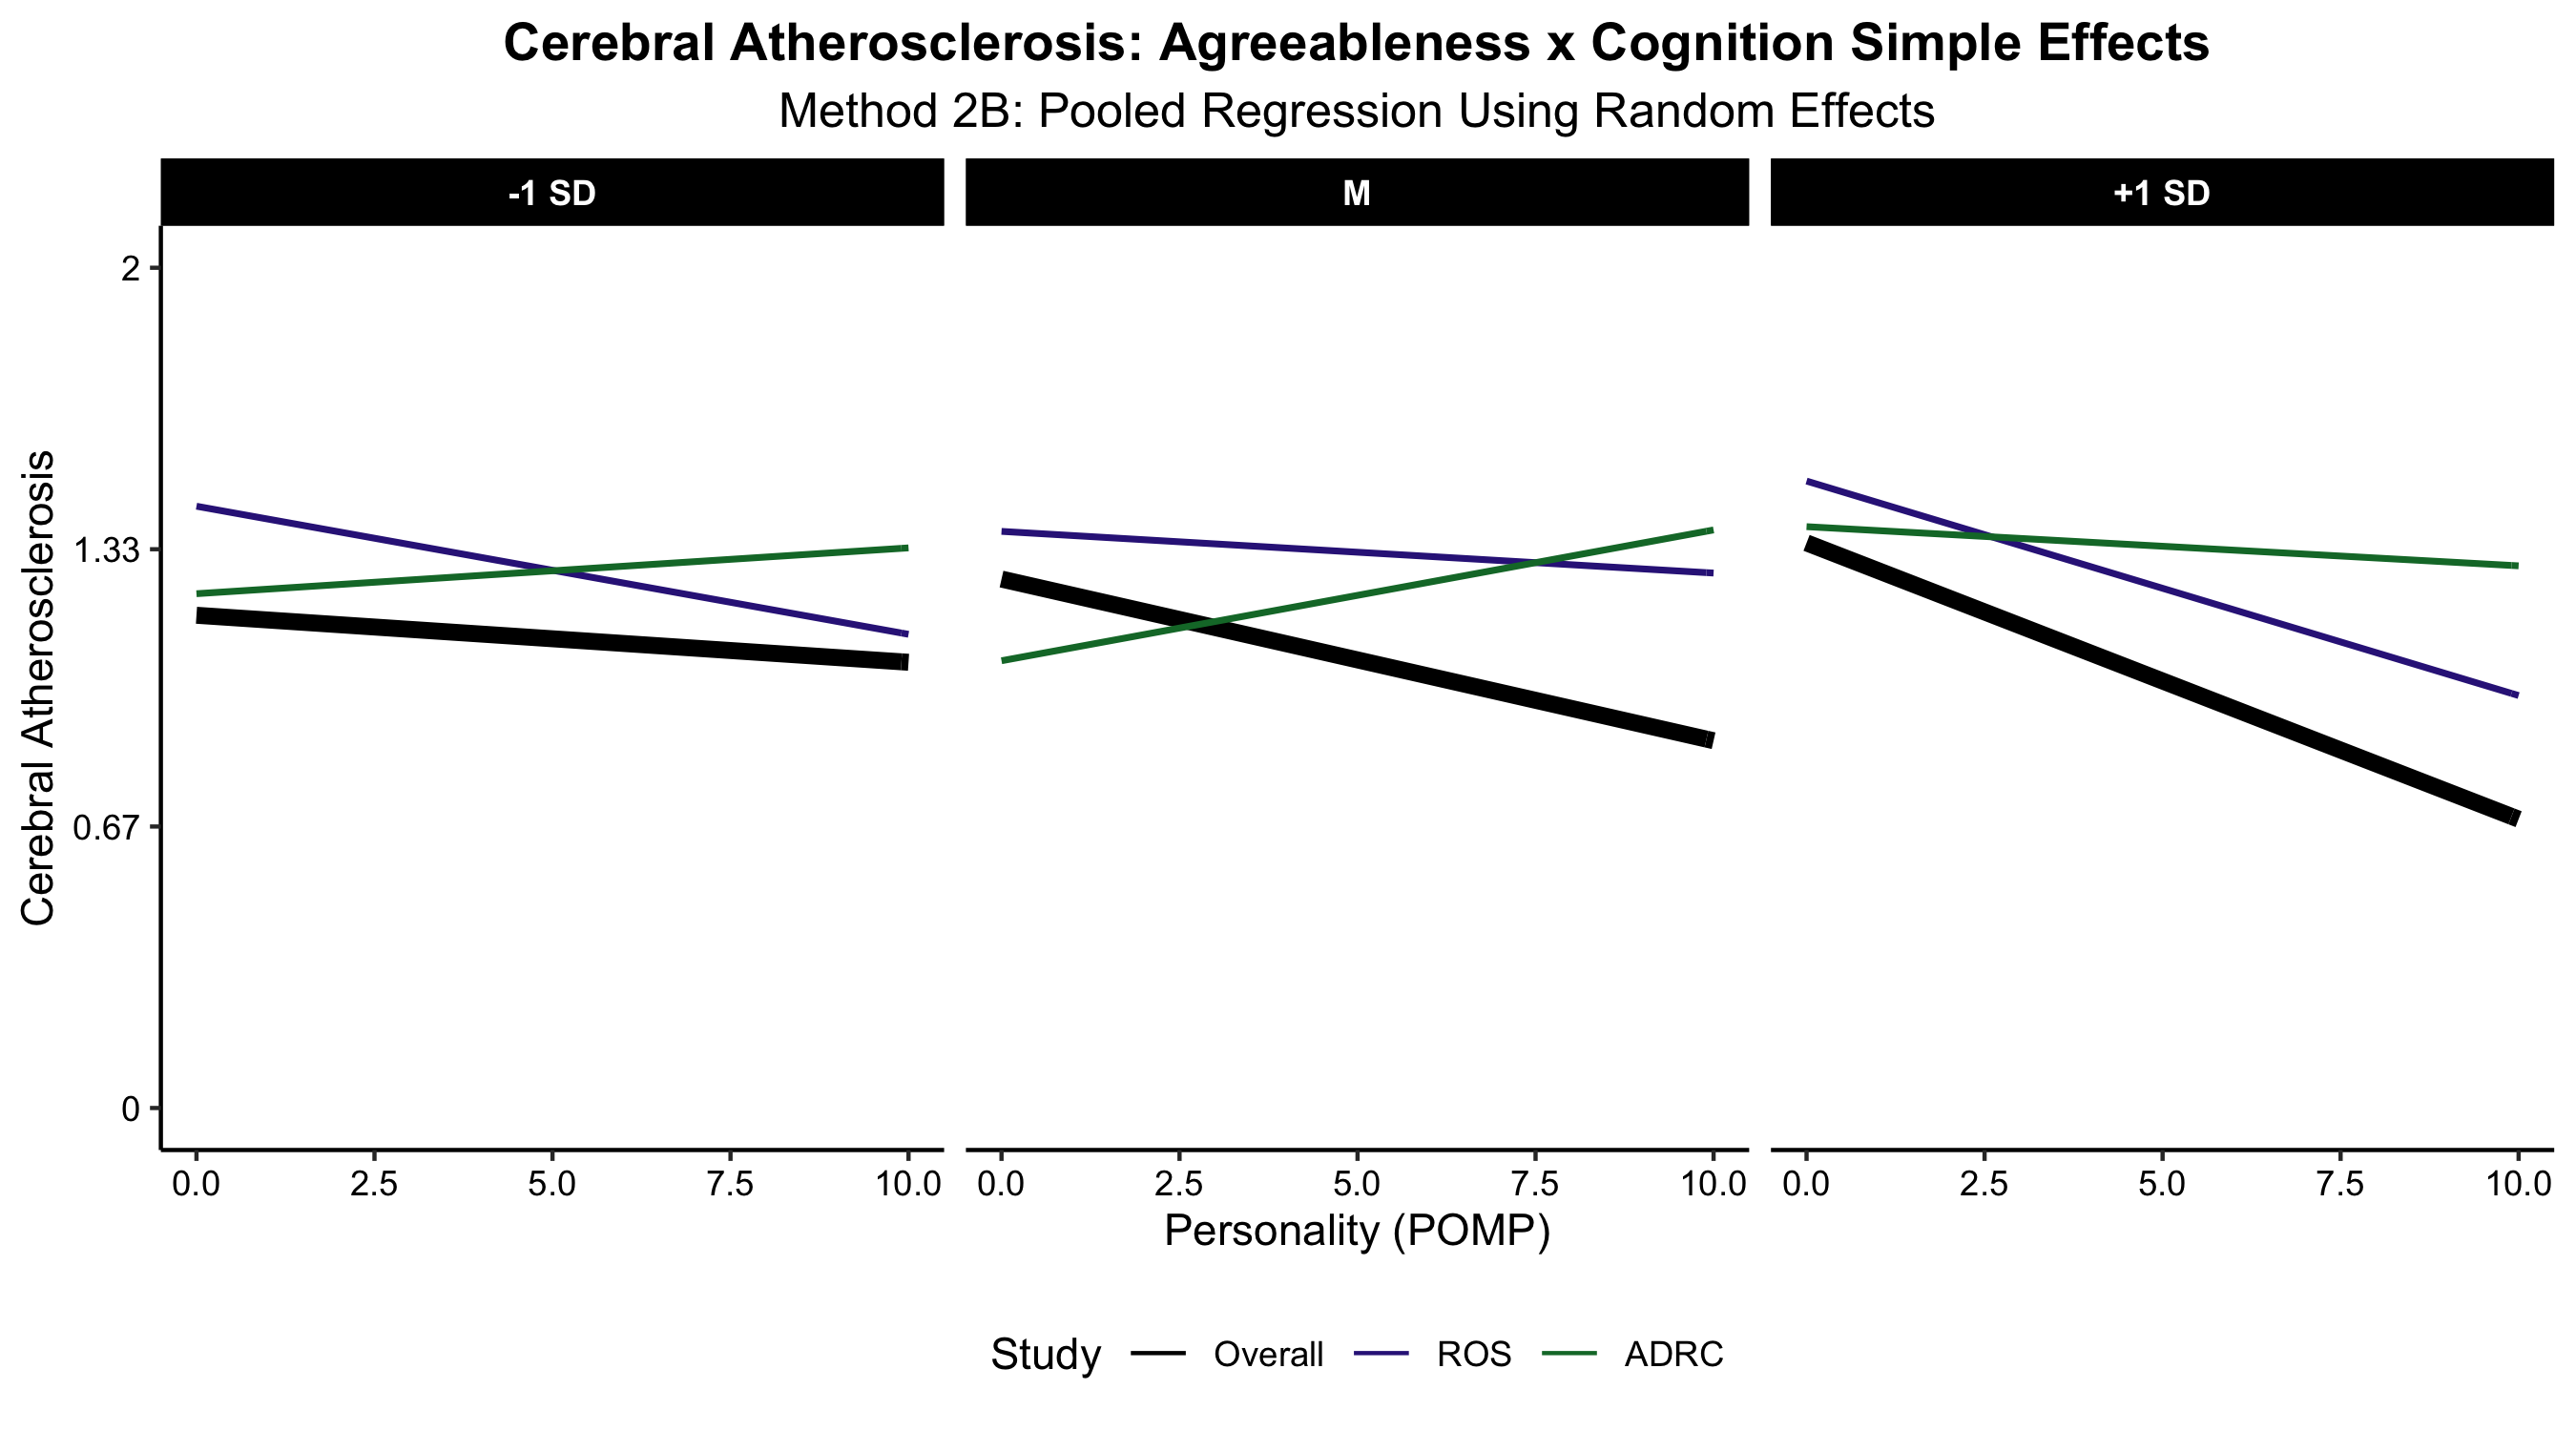 Cerebral Atherosclerosis: Agreeableness x Cognition Simple Effects
Method 2B: Pooled Regression Using Random Effects
-1 SD M +1 SD
Cerebral Atherosclerosis
2
1.33
0.67
0
0.0 2.5 5.0 7.5 10.0 0.0 2.5 5.0 7.5 10.0 0.0 2.5 5.0 7.5 10.0
Personality (POMP)
Study Overall ROS ADRC